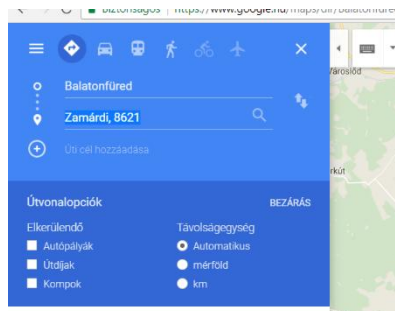 Biztonságos https://www.google.hu/maps/dir/Balatonfüred
Balatonfüred
Zamárdi, 8621
Úti cél hozzáadása
Útvonalopciók BEZÁRÁS
Elkerülendő Távolságegység
Autópályák Automatikus
Útdíjak mérföld
Kompok km
Városlőd
rkút